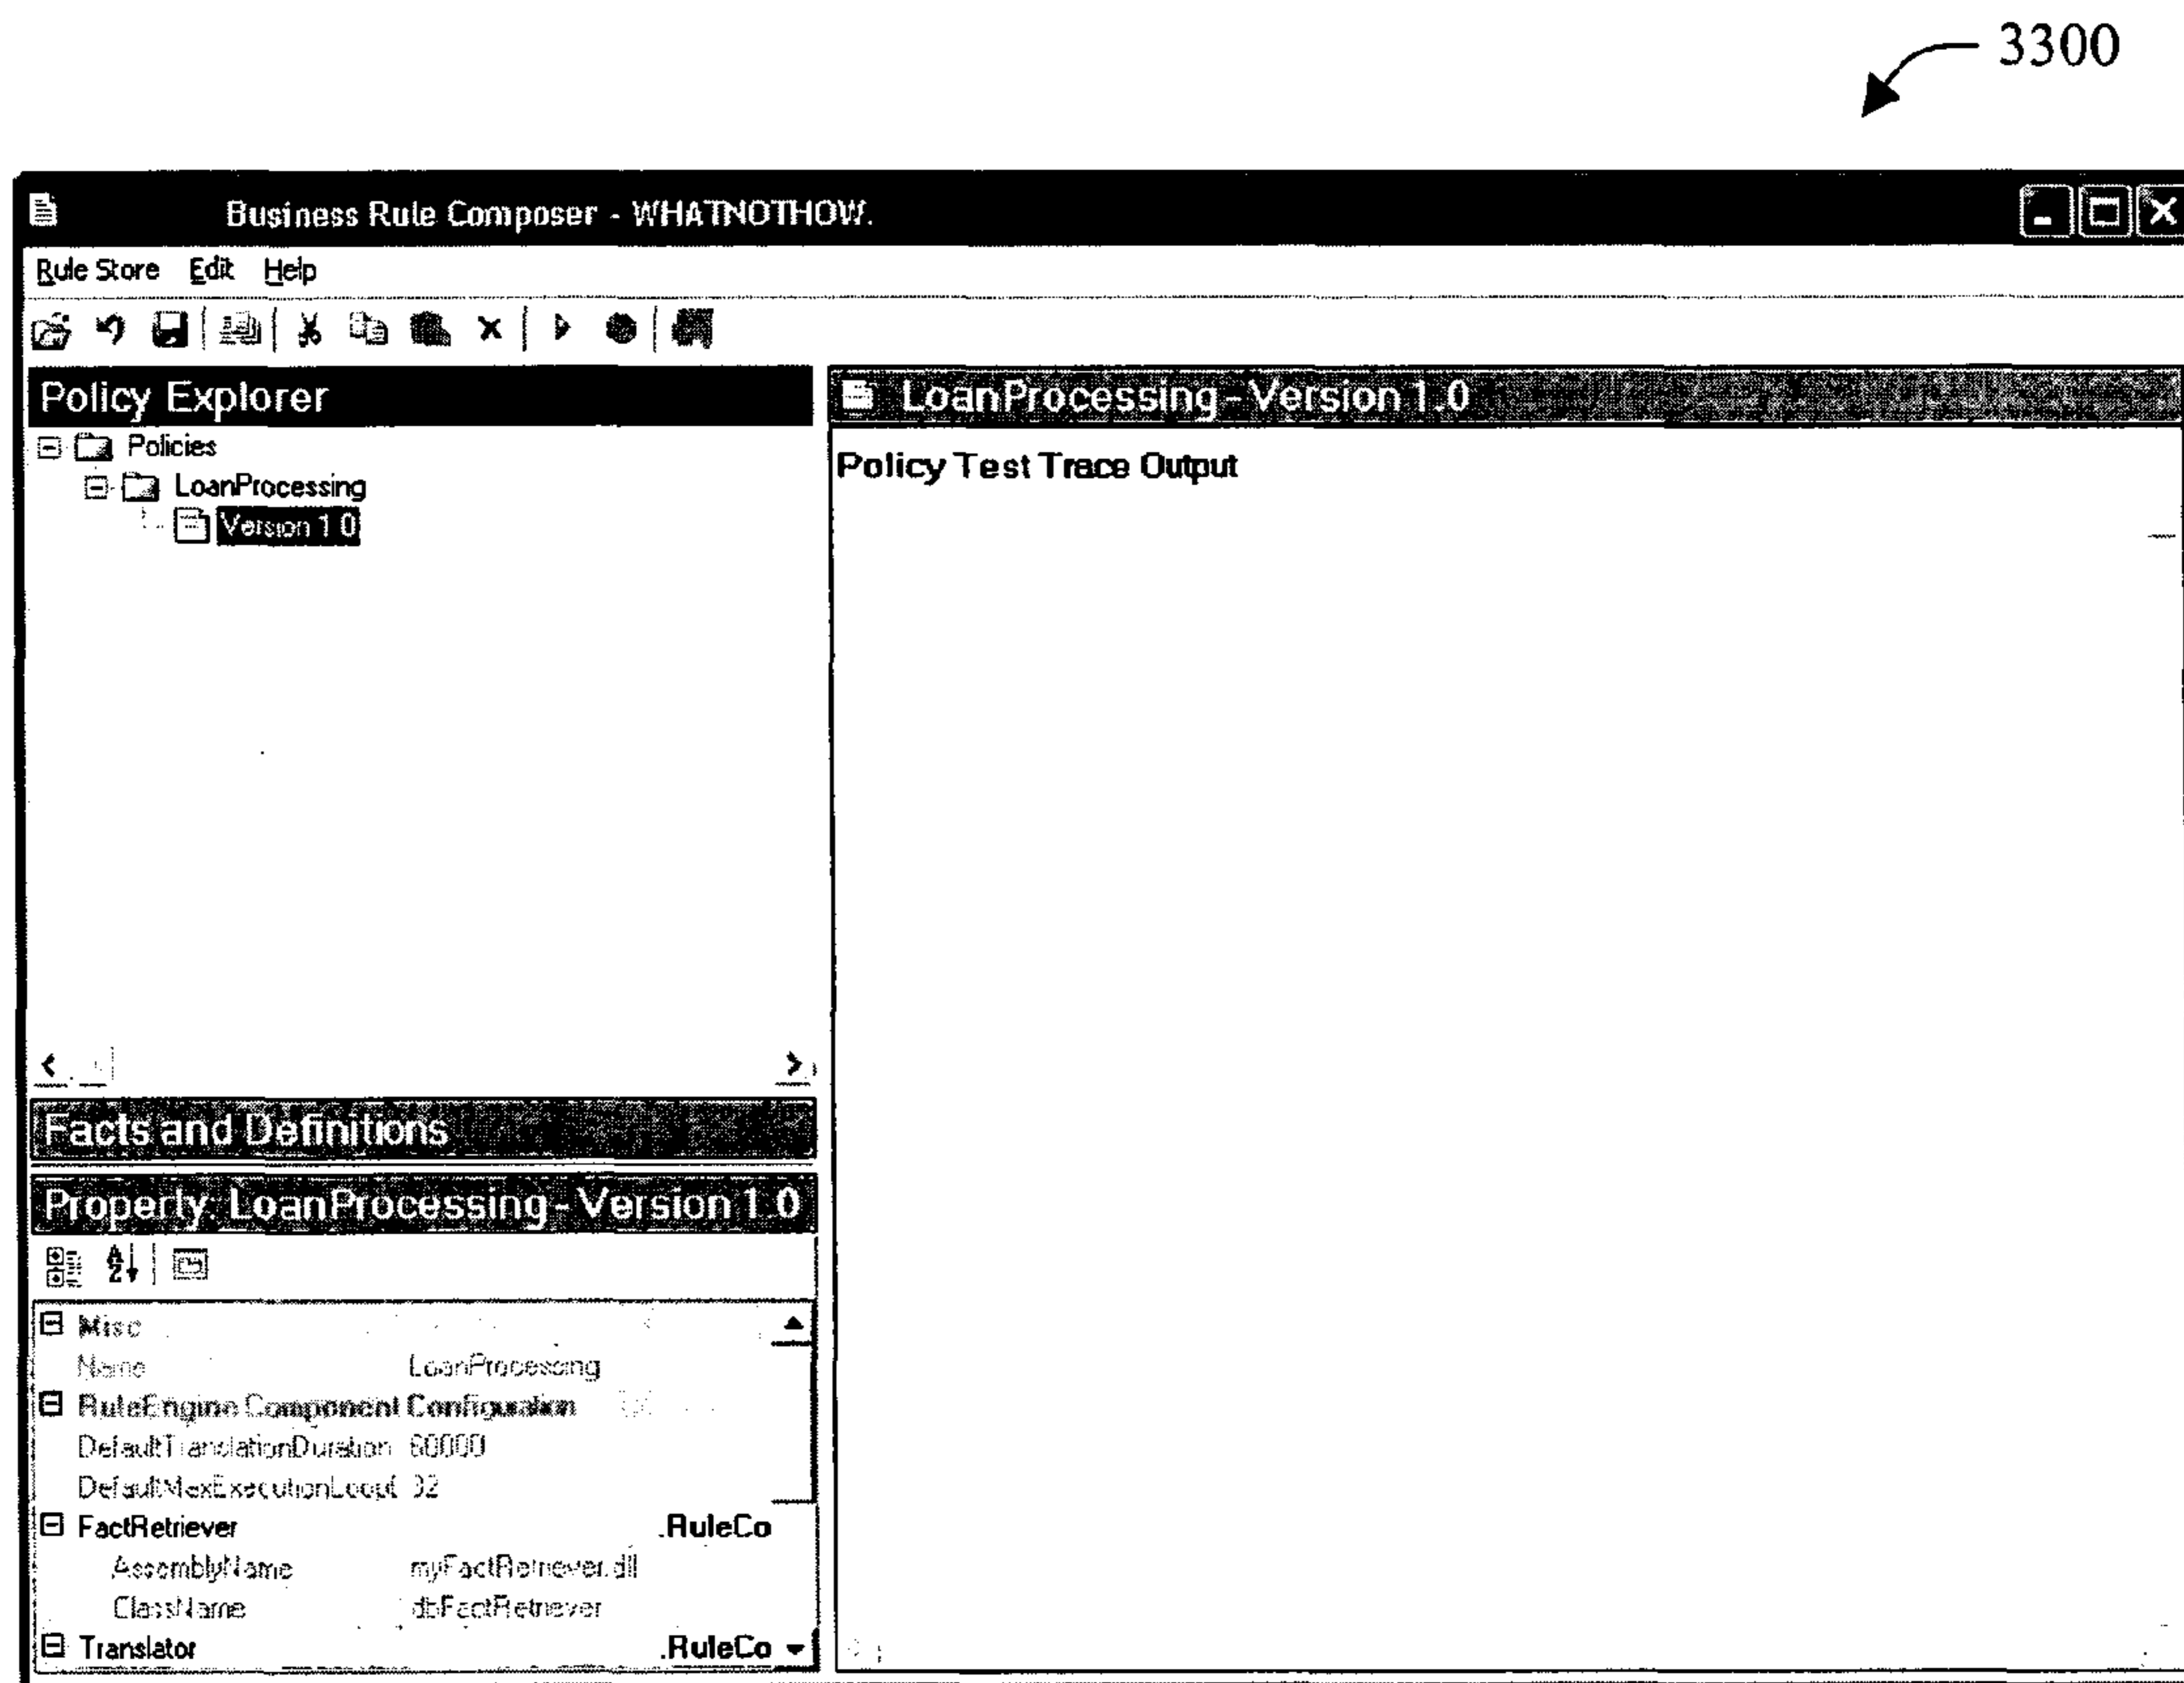 3300
Business Rule Composer - WHATNOTHOW.
Rule Store Edit Help
Policy Explorer
Policies
LoanProcessing
Version 1.0
Facts and Definitions
Property: LoanProcessing - Version 1.0
Misc
Name LoanProcessing
RuleEngine Component Configuration
DefaultTranslationDuration 60000
DefaultMaxExecutionLoopC 32
FactRetriever .RuleCo
AssemblyName myFactRetriever.dll
ClassName dbFactRetriever
Translator .RuleCo
LoanProcessing - Version 1.0
Policy Test Trace Output